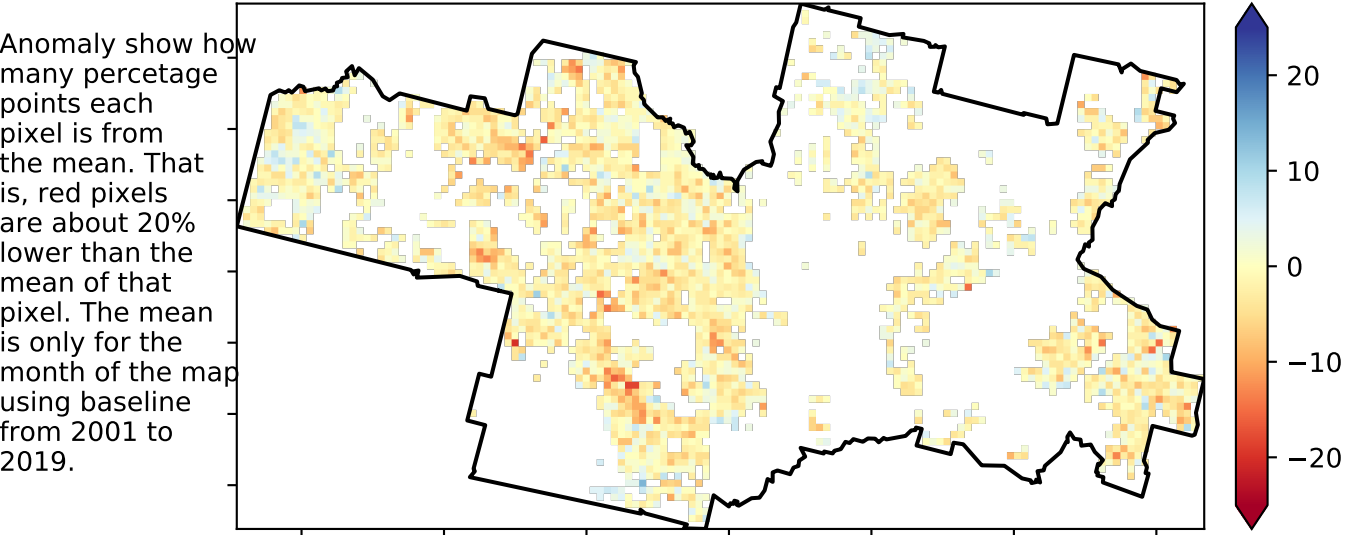 Anomaly show how
many percetage
points each
pixel is from
the mean. That
is, red pixels
are about 20%
lower than the
mean of that
pixel. The mean
is only for the
month of the map
using baseline
from 2001 to
2019.
20
10
0
−10
−20